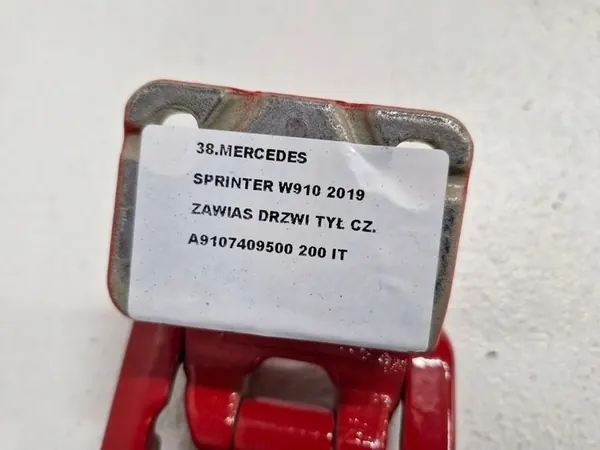 38.MERCEDES
SPRINTER W910 2019
ZAWIAS DRZWI TYŁ CZ.
A9107409500 200 IT